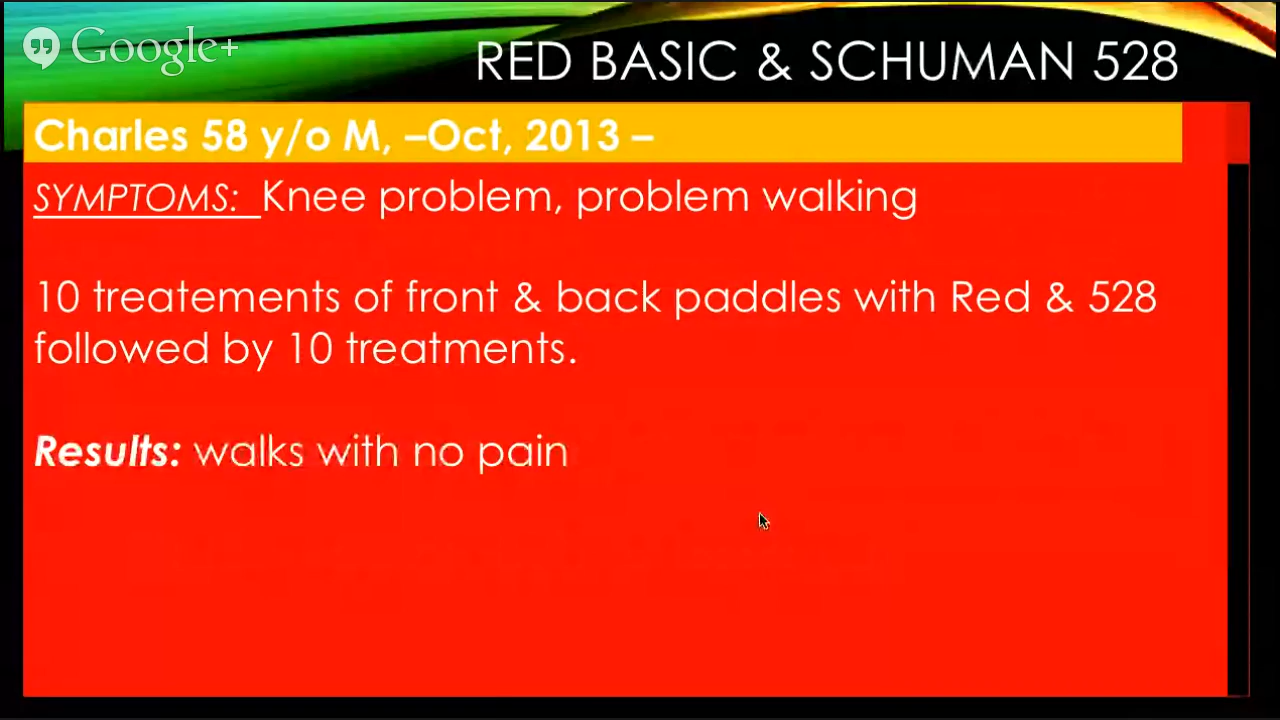 Google+
RED BASIC & SCHUMAN 528
Charles 58 y/o M, –Oct, 2013 –
SYMPTOMS: Knee problem, problem walking
10 treatements of front & back paddles with Red & 528
followed by 10 treatments.
Results: walks with no pain